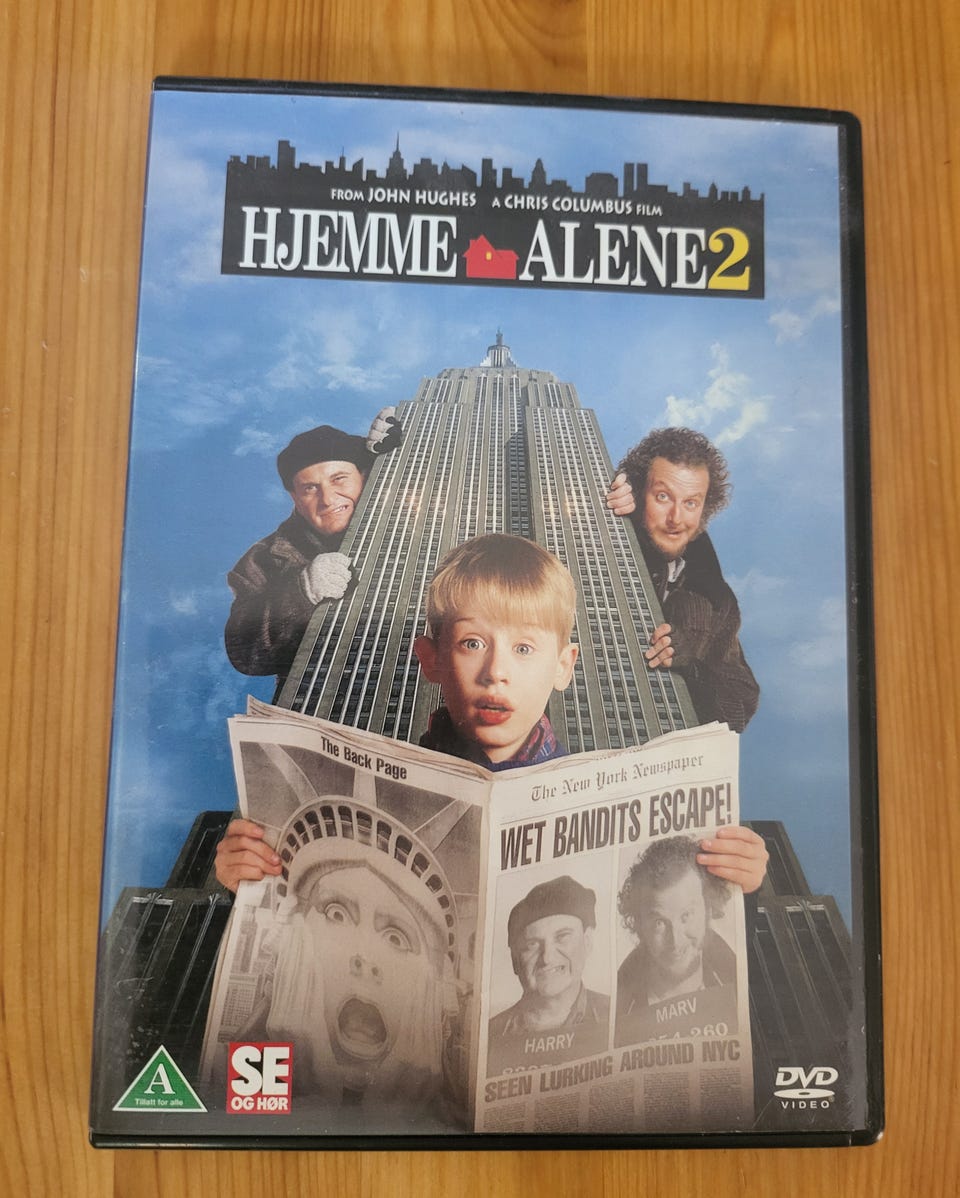 FROM JOHN HUGHES A CHRIS COLUMBUS FILM
HJEMME ALENE 2
The Back Page
The New York Newspaper
WET BANDITS ESCAPE!
HARRY
MARV
SEEN LURKING AROUND NYC
A
Tillatt for alle
SE
OG HØR
DVD
VIDEO